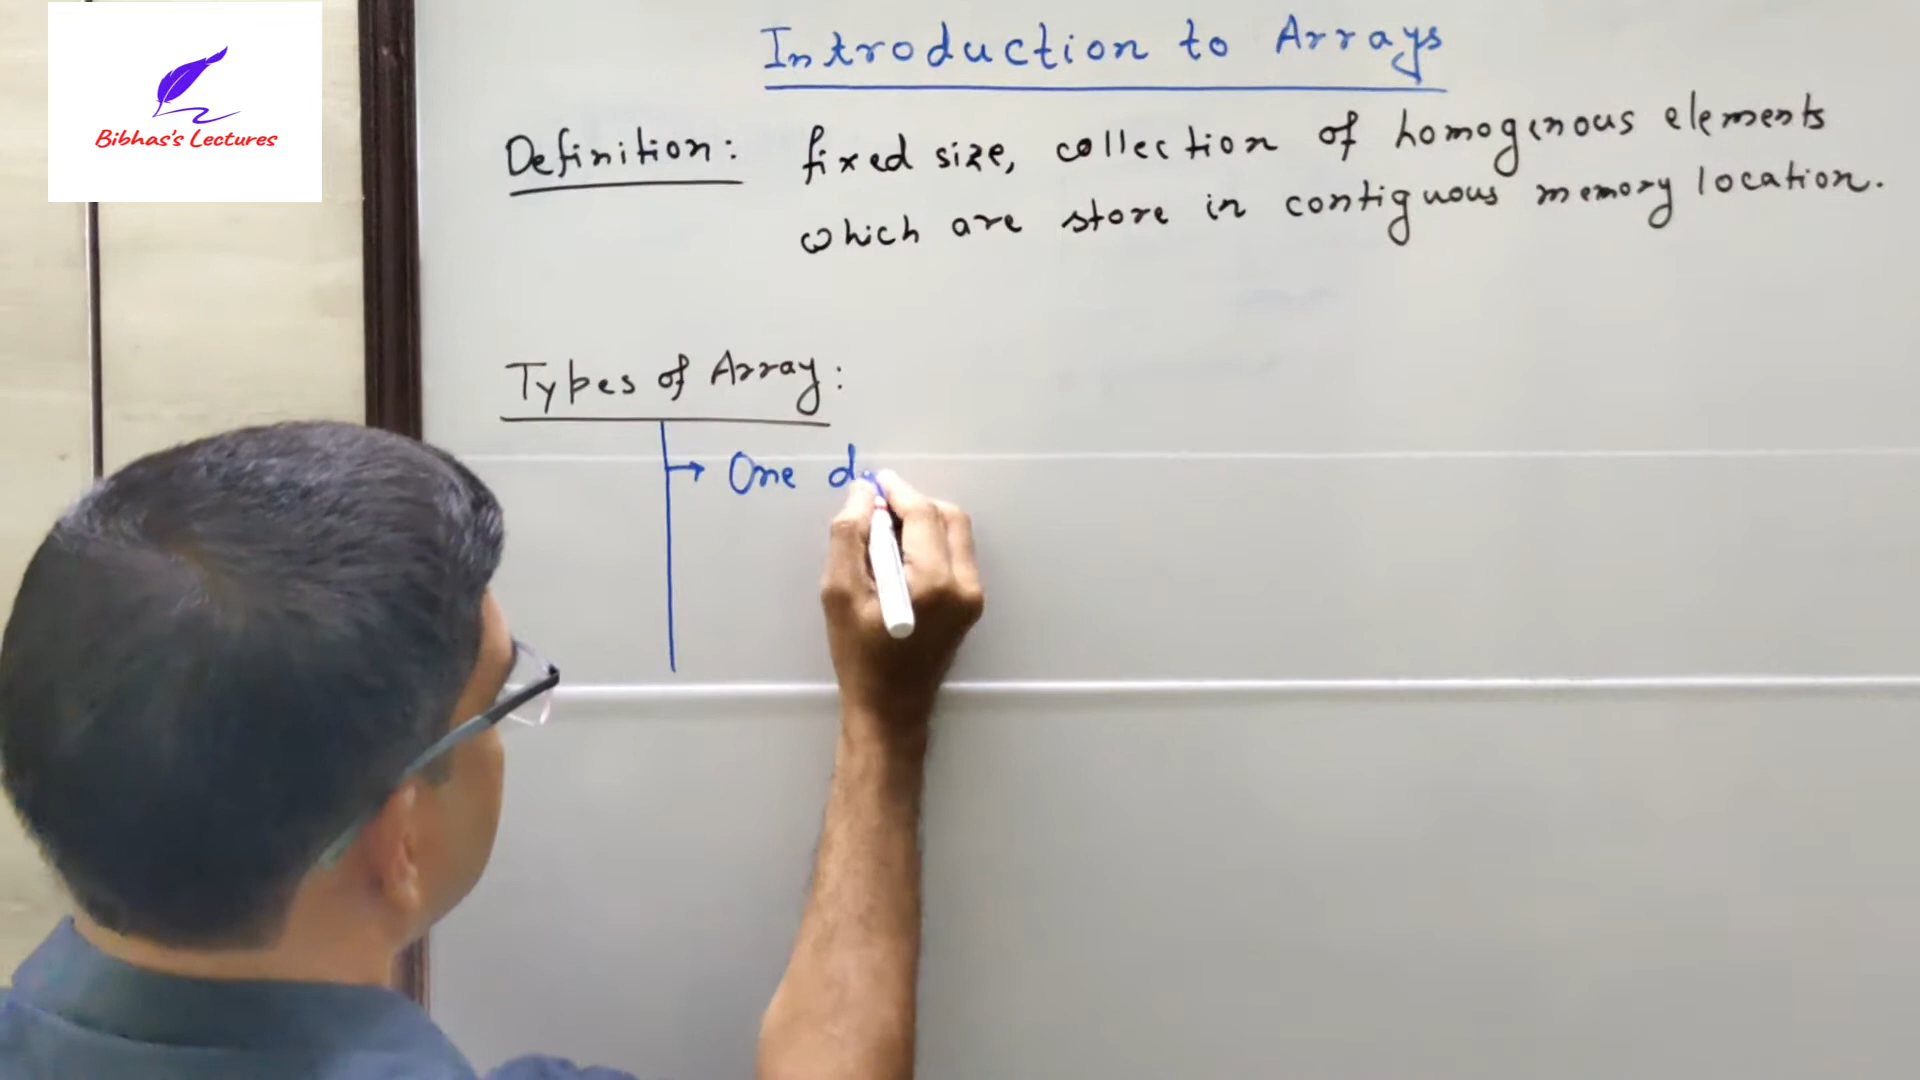 Bibhas's Lectures
Introduction to Arrays
Definition: fixed size, collection of homogenous elements
which are store in contiguous memory location.
Types of Array:
→ One